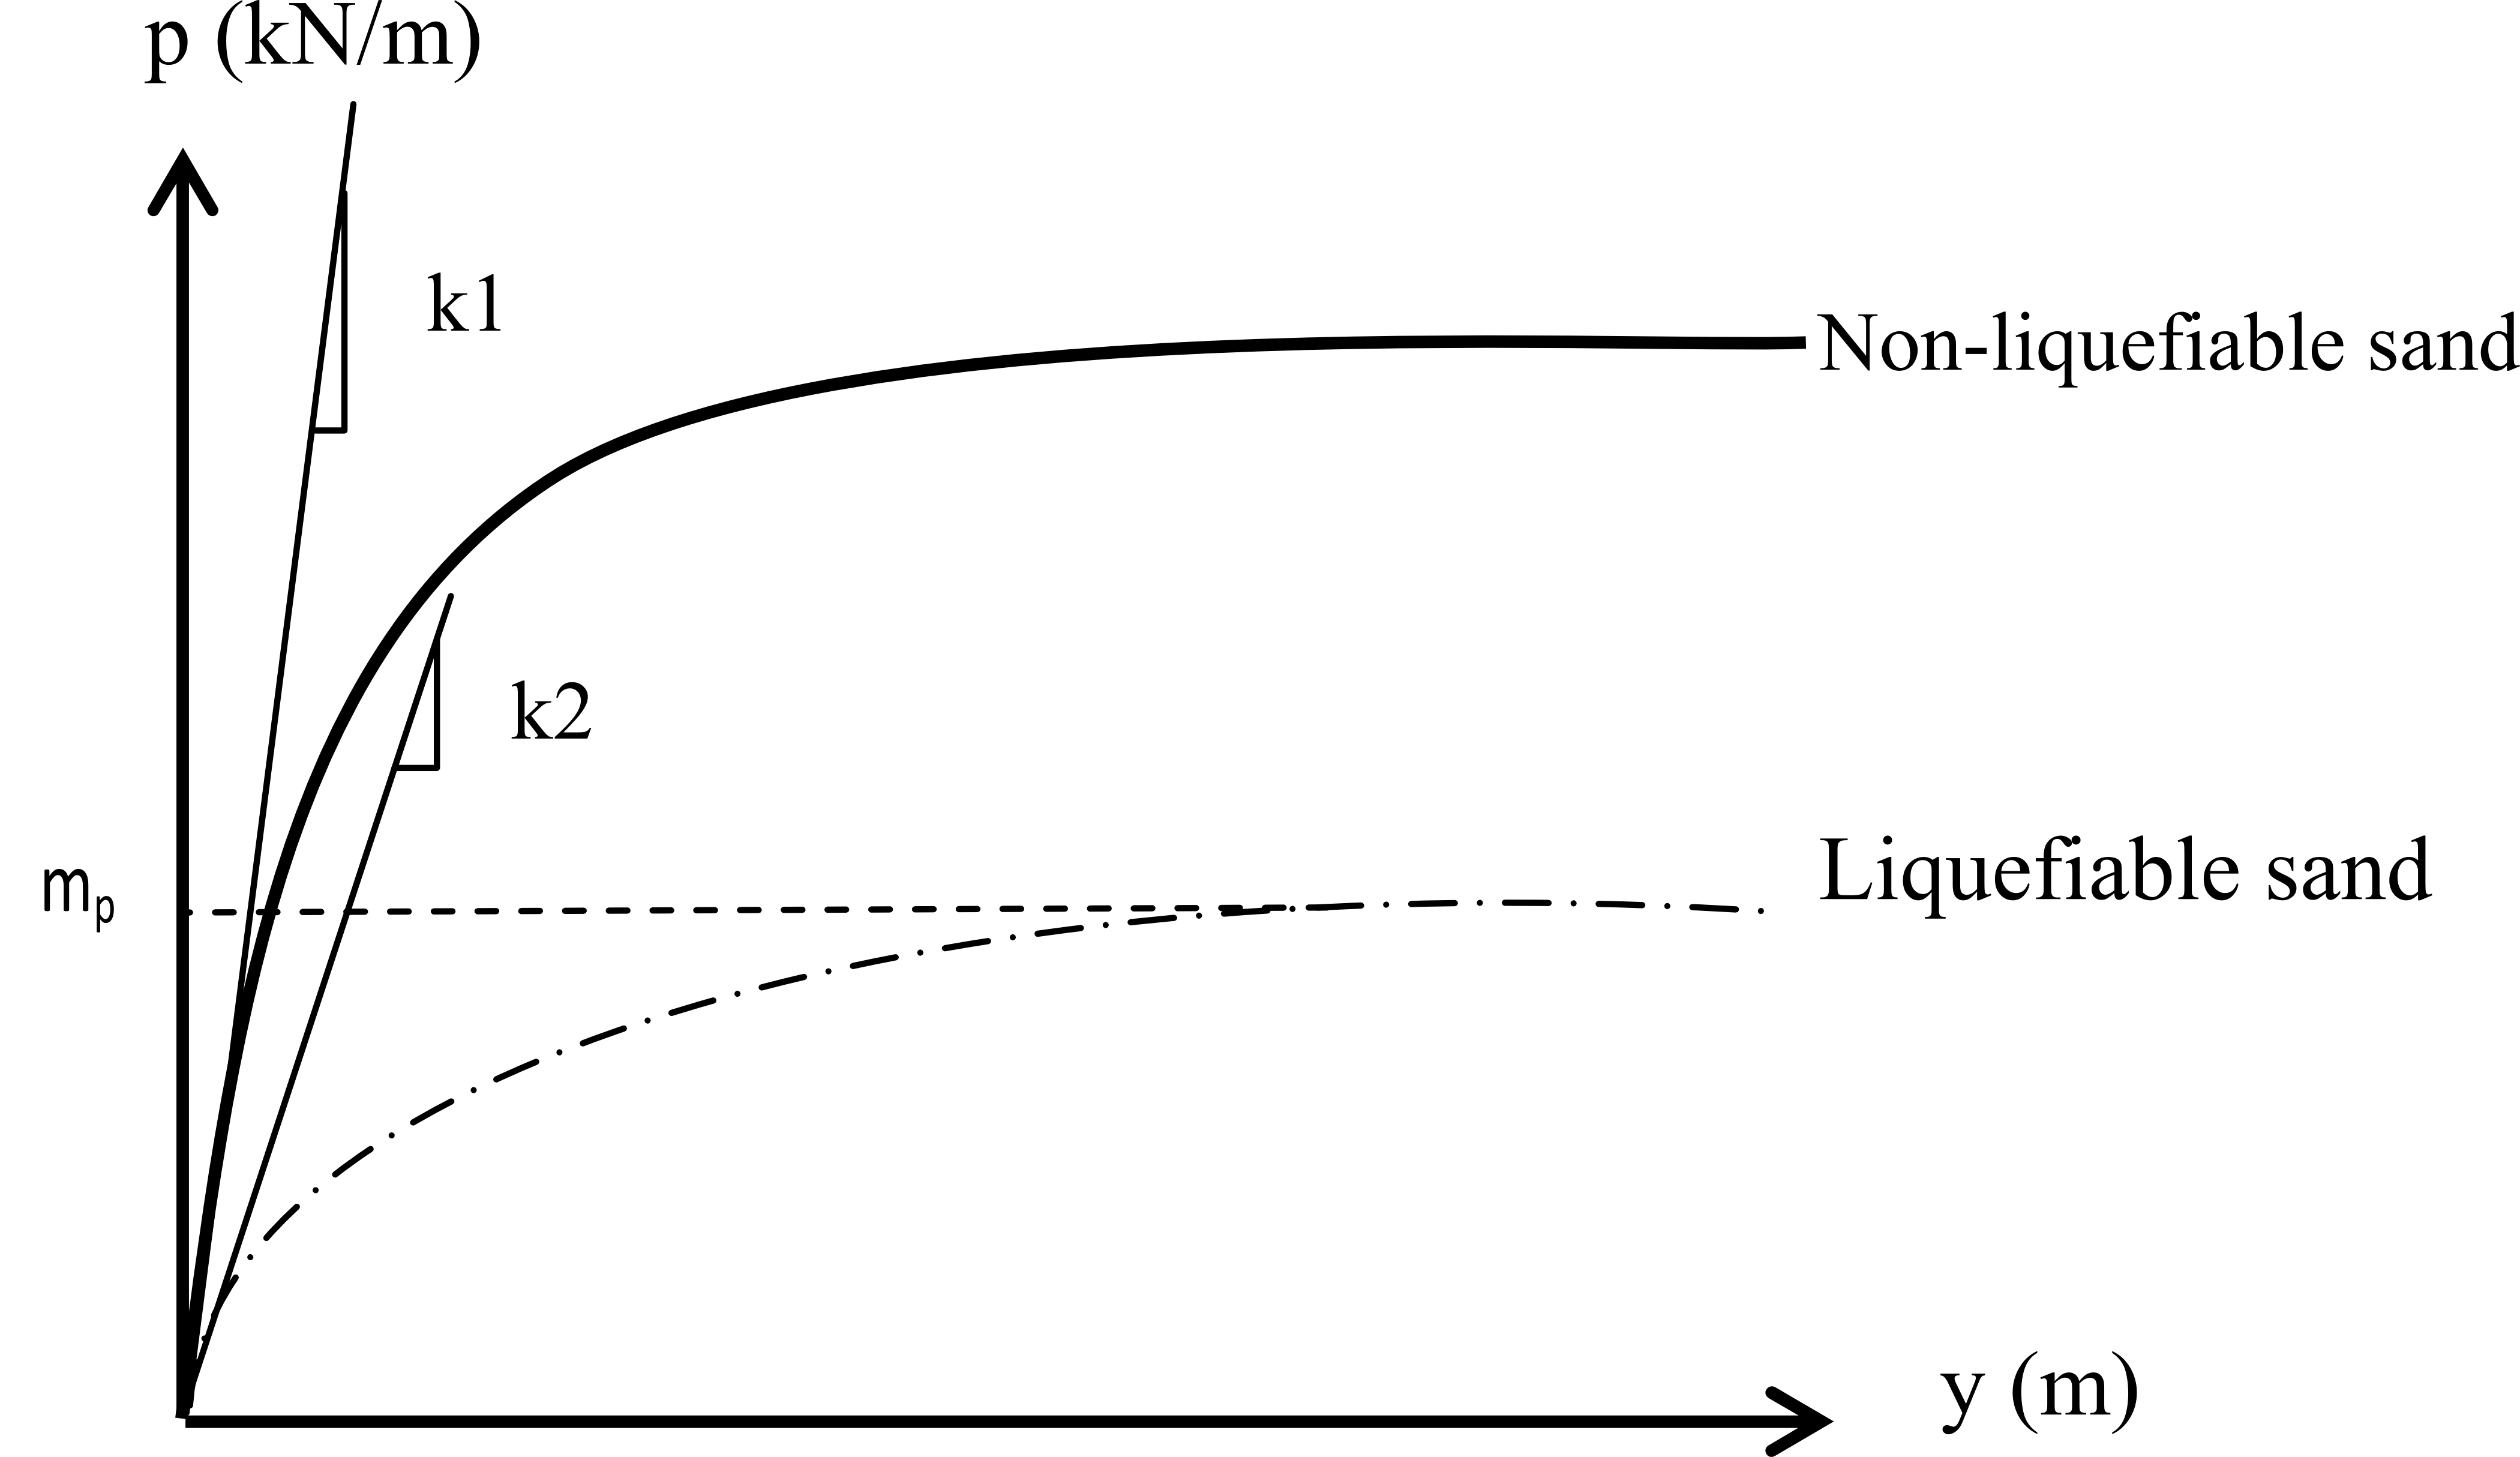 p (kN/m)
k1
Non-liquefiable sand
k2
mp
Liquefiable sand
y (m)